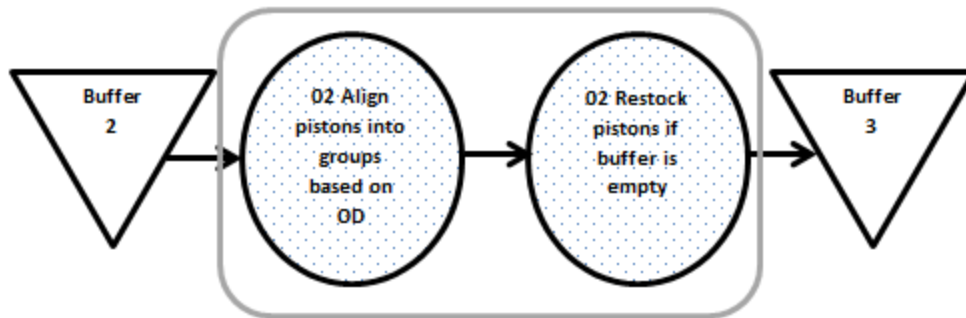 Buffer
2
02 Align
pistons into
groups
based on
OD
02 Restock
pistons if
buffer is
empty
Buffer
3